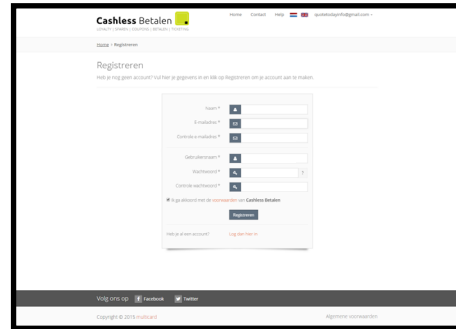 Cashless Betalen
LOYALTY | SPAREN | COUPONS | BETALEN | TICKETING
Home Contact Help
Home > Registreren
Registreren
Heb je nog geen account? Vul hier je gegevens in en klik op Registreren om je account aan te maken.
Naam *
E-mailadres *
Controle e-mailadres *
Gebruikersnaam *
Wachtwoord *
Controle wachtwoord *
Ik ga akkoord met de voorwaarden van Cashless Betalen
Registreren
Heb je al een account? Log dan hier in
Volg ons op Facebook Twitter
Copyright © 2015 multicard Algemene voorwaarden